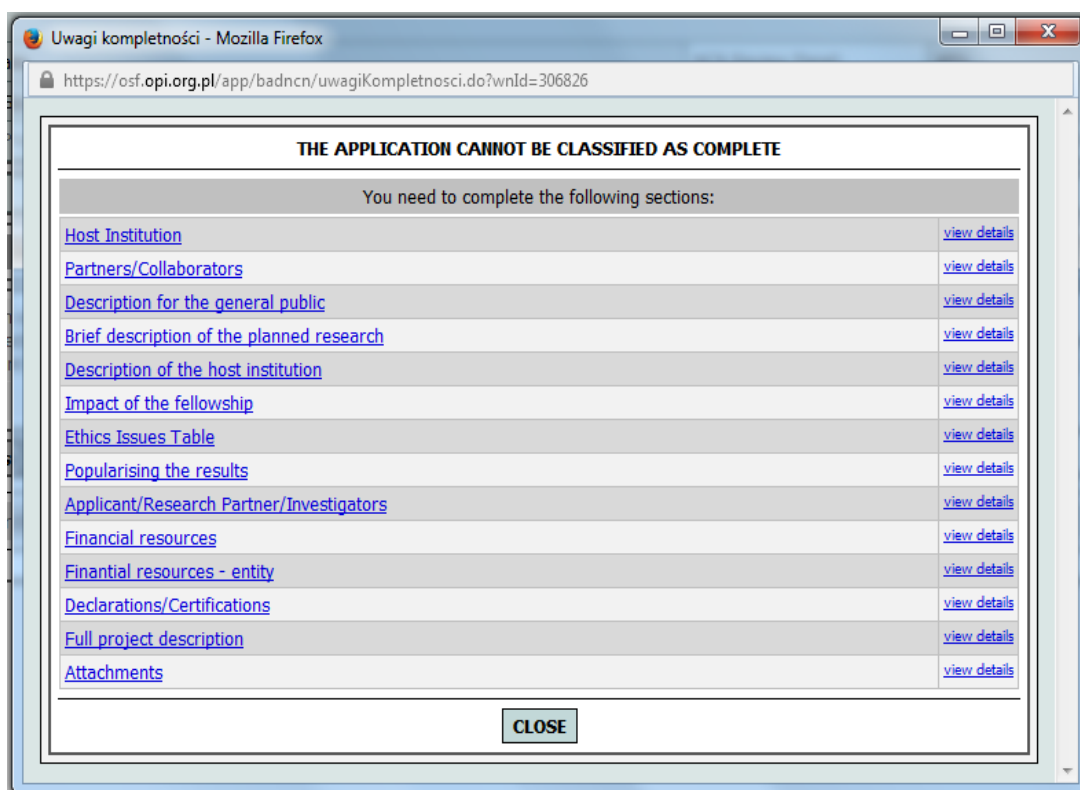 Uwagi kompletności - Mozilla Firefox
https://osf.opi.org.pl/app/badncn/uwagiKompletnosci.do?wnId=306826
THE APPLICATION CANNOT BE CLASSIFIED AS COMPLETE
You need to complete the following sections:
Host Institution view details
Partners/Collaborators view details
Description for the general public view details
Brief description of the planned research view details
Description of the host institution view details
Impact of the fellowship view details
Ethics Issues Table view details
Popularising the results view details
Applicant/Research Partner/Investigators view details
Financial resources view details
Finantial resources - entity view details
Declarations/Certifications view details
Full project description view details
Attachments view details
CLOSE